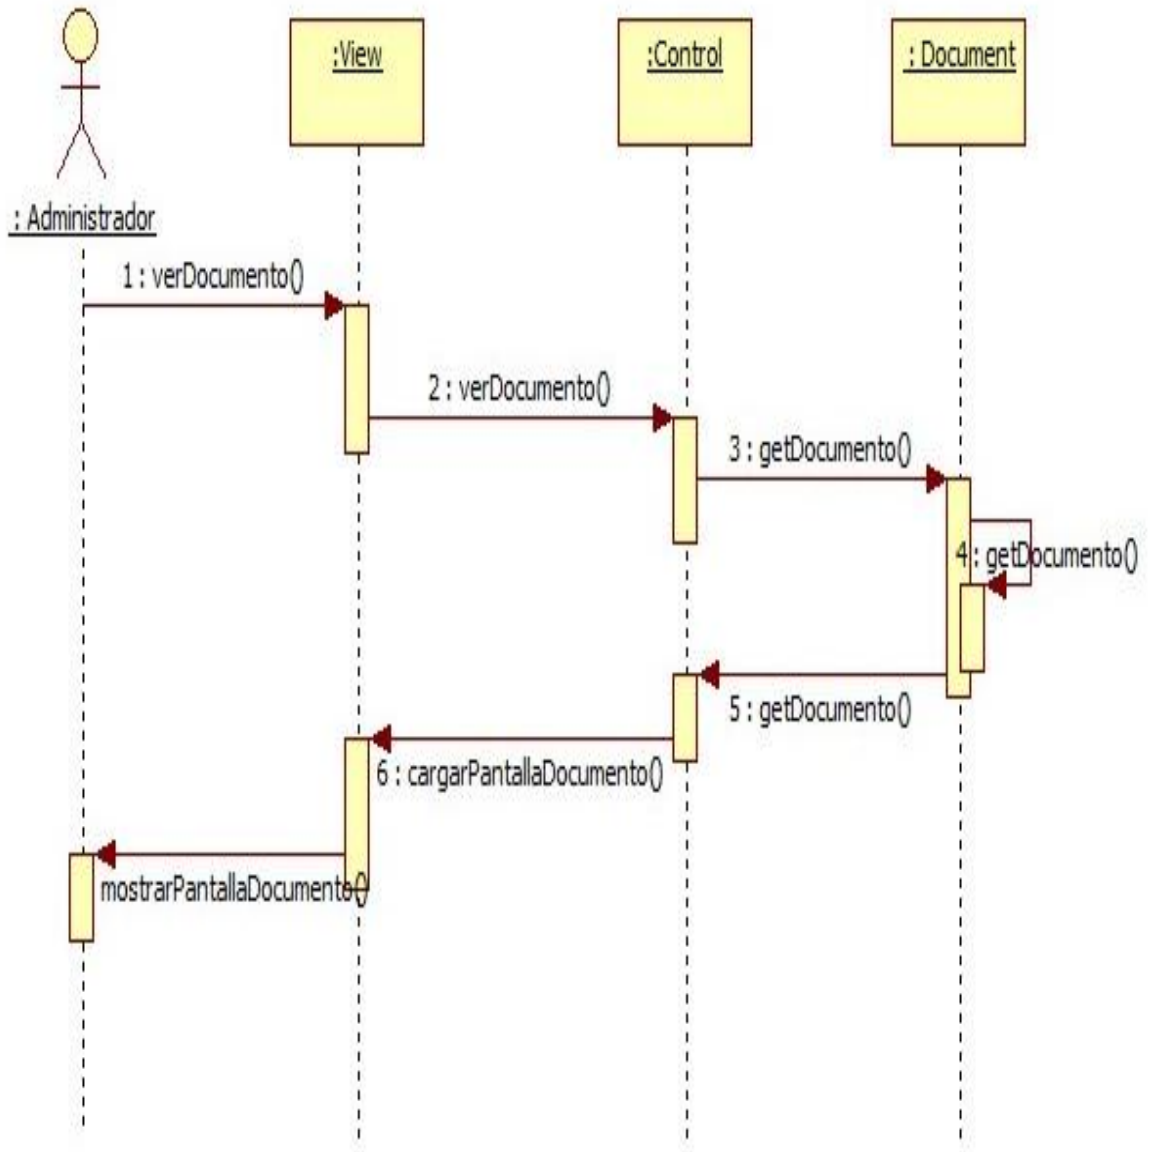 :View
:Control
: Document
: Administrador
1 : verDocumento()
2 : verDocumento()
3 : getDocumento()
4 : getDocumento()
5 : getDocumento()
6 : cargarPantallaDocumento()
mostrarPantallaDocumento()